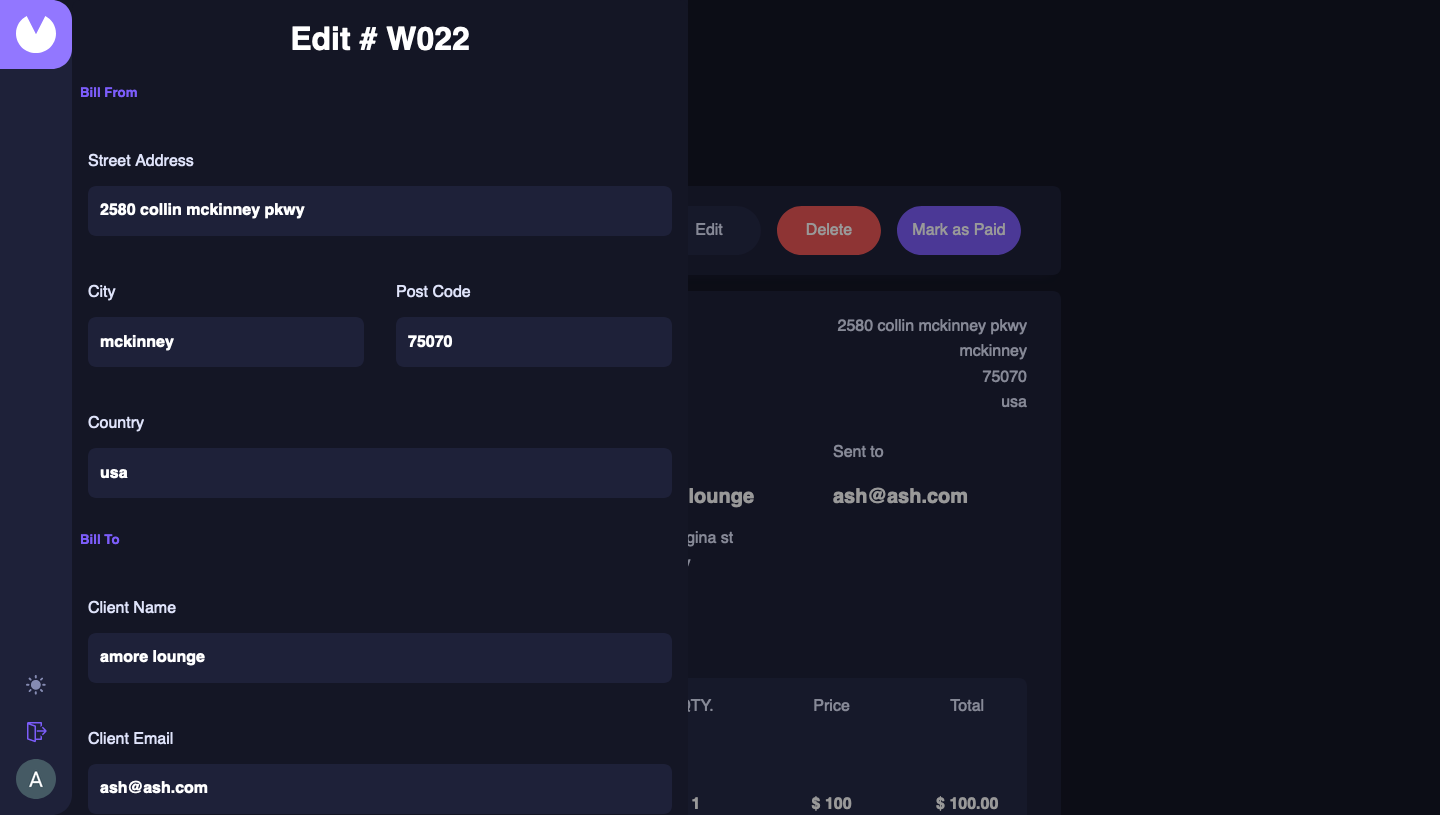 Edit # W022
Bill From
Street Address
2580 collin mckinney pkwy
City
Post Code
mckinney
75070
Country
usa
Bill To
Client Name
amore lounge
Client Email
ash@ash.com
A
Edit
Delete
Mark as Paid
2580 collin mckinney pkwy
mckinney
75070
usa
Sent to
lounge
ash@ash.com
gina st
QTY.
Price
Total
1
$ 100
$ 100.00